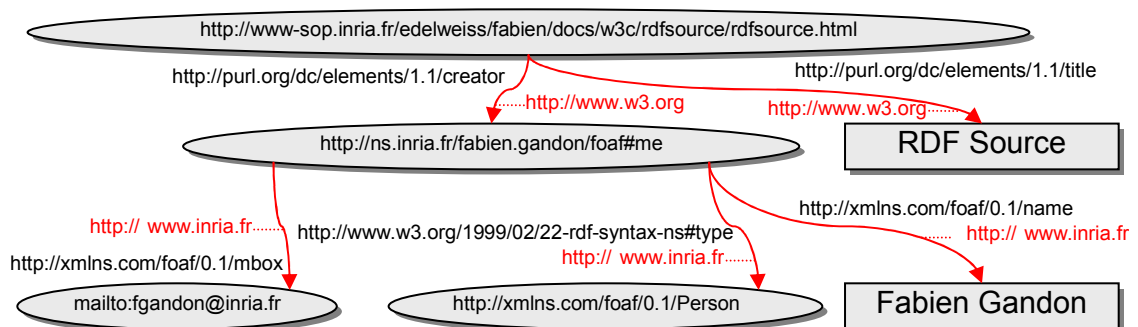 http://www-sop.inria.fr/edelweiss/fabien/docs/w3c/rdfsource/rdfsource.html
http://purl.org/dc/elements/1.1/creator
http://purl.org/dc/elements/1.1/title
http://www.w3.org
http://www.w3.org
http://ns.inria.fr/fabien.gandon/foaf#me
RDF Source
http:// www.inria.fr
http://xmlns.com/foaf/0.1/mbox
http://www.w3.org/1999/02/22-rdf-syntax-ns#type
http:// www.inria.fr
http://xmlns.com/foaf/0.1/name
http:// www.inria.fr
mailto:fgandon@inria.fr
http://xmlns.com/foaf/0.1/Person
Fabien Gandon